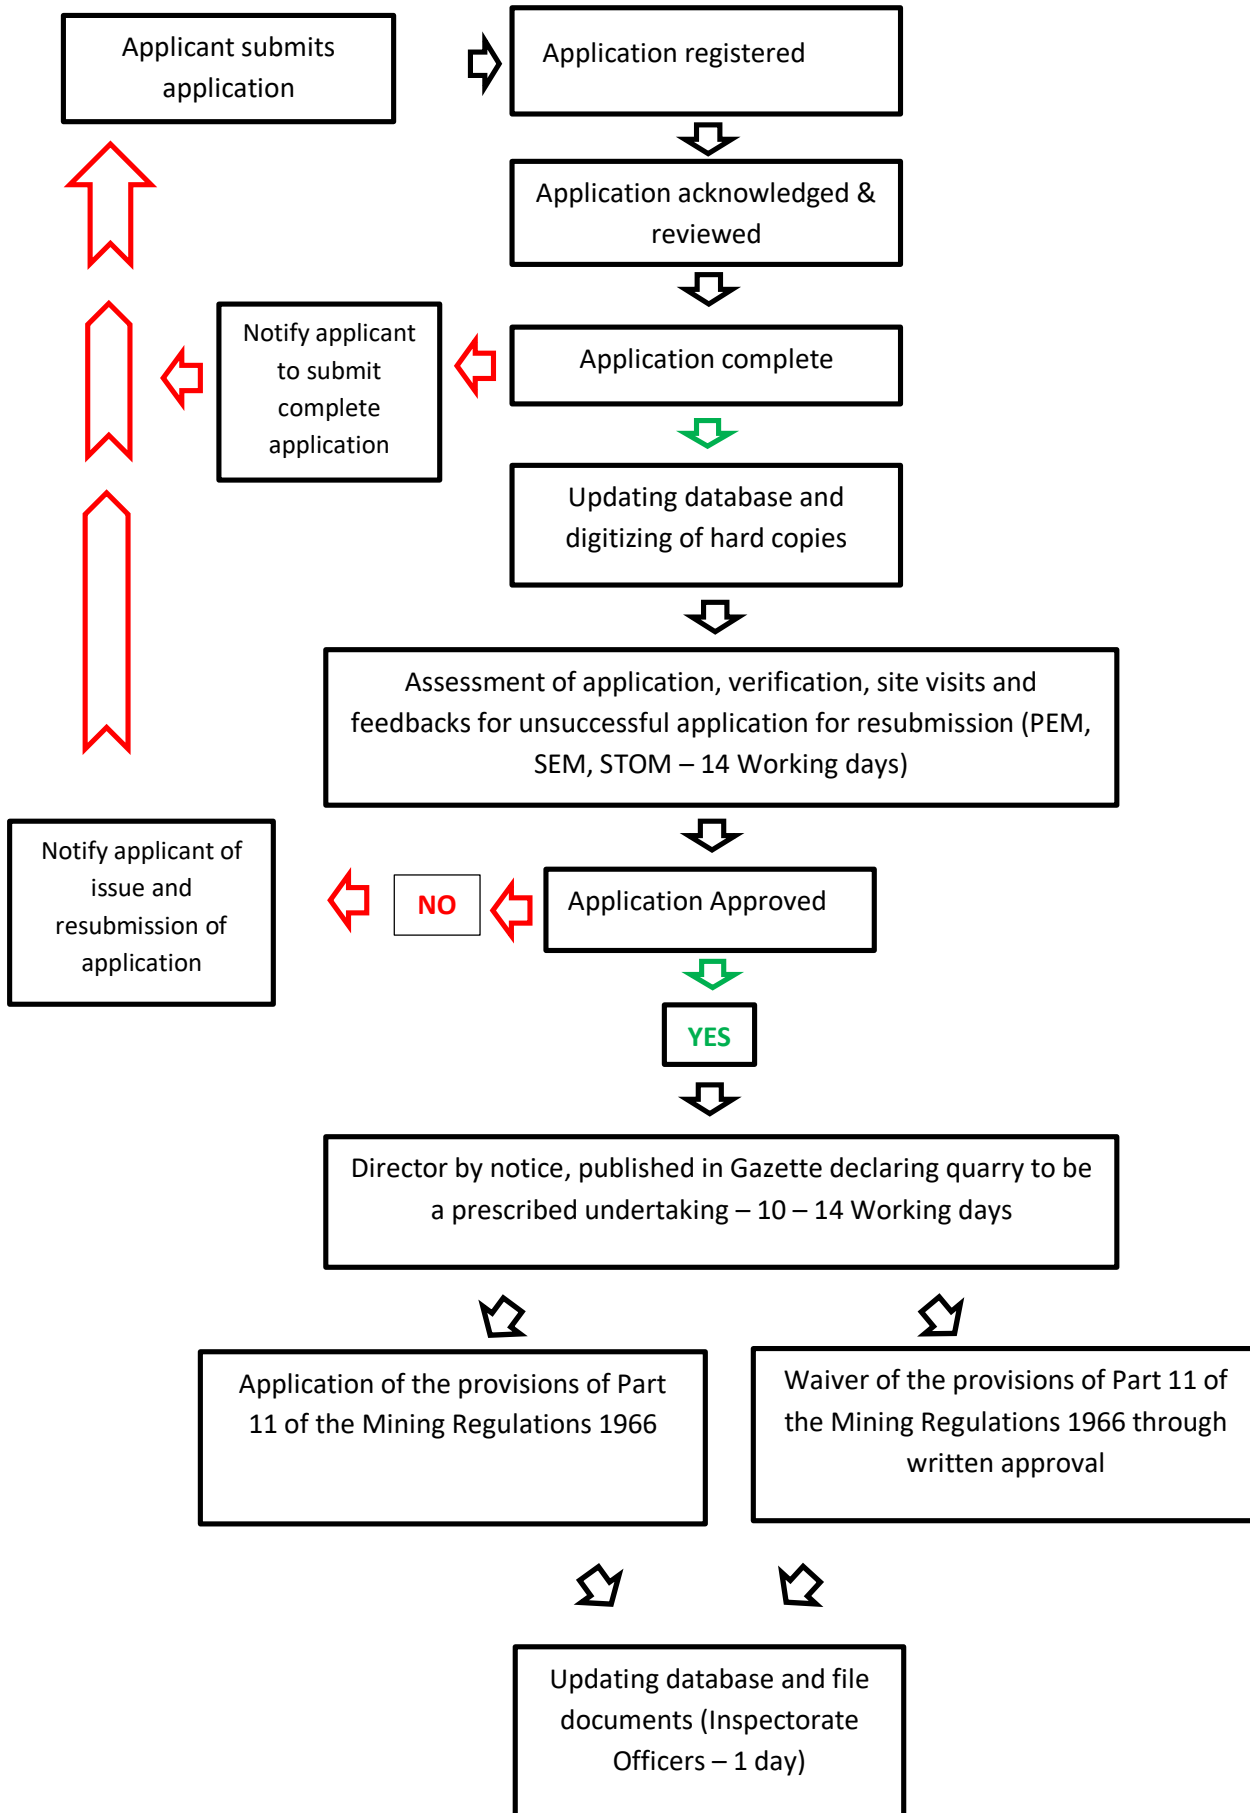 Applicant submits
application
Application registered
Application acknowledged &
reviewed
Application complete
Notify applicant
to submit
complete
application
Updating database and
digitizing of hard copies
Assessment of application, verification, site visits and
feedbacks for unsuccessful application for resubmission (PEM,
SEM, STOM – 14 Working days)
Application Approved
NO
Notify applicant of
issue and
resubmission of
application
YES
Director by notice, published in Gazette declaring quarry to be
a prescribed undertaking – 10 – 14 Working days
Application of the provisions of Part
11 of the Mining Regulations 1966
Waiver of the provisions of Part 11 of
the Mining Regulations 1966 through
written approval
Updating database and file
documents (Inspectorate
Officers – 1 day)